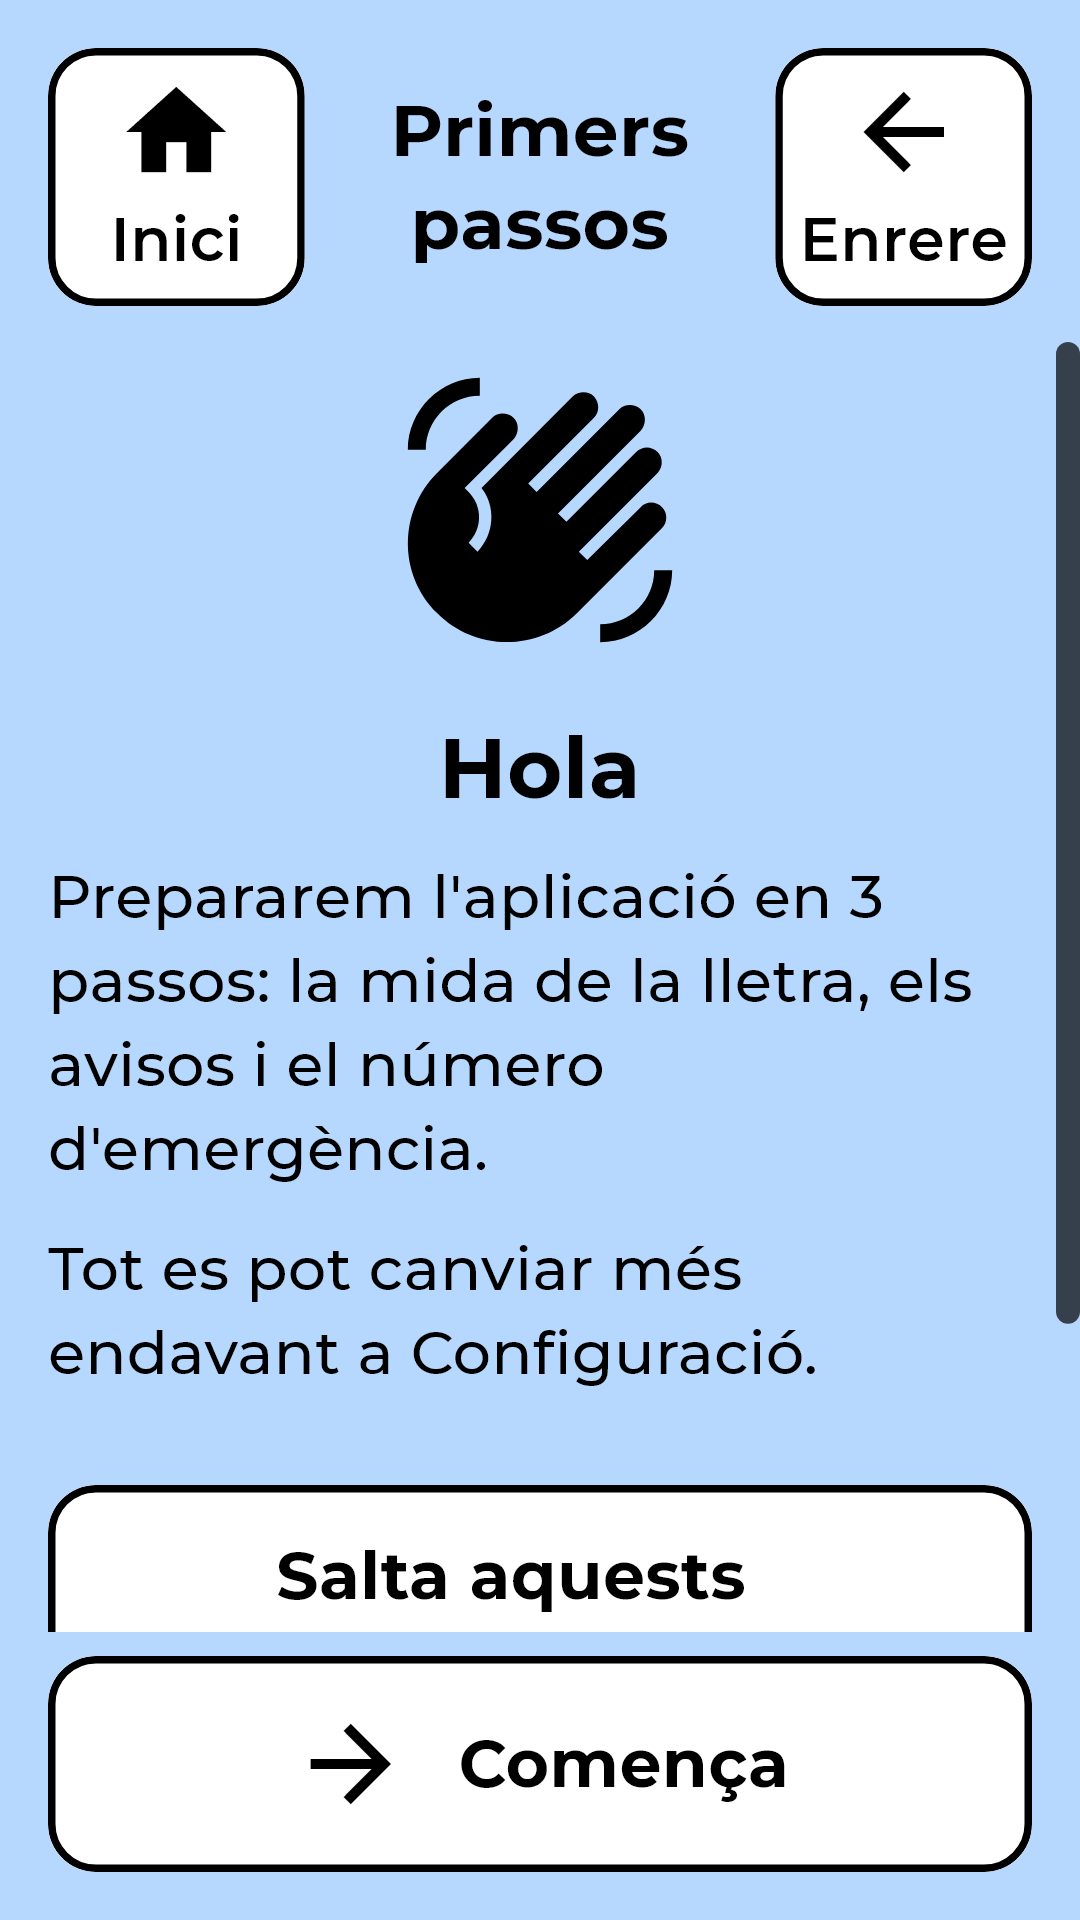 Inici
Primers
passos
Enrere
Hola
Prepararem l'aplicació en 3
passos: la mida de la lletra, els
avisos i el número
d'emergència.
Tot es pot canviar més
endavant a Configuració.
Salta aquests
Comença